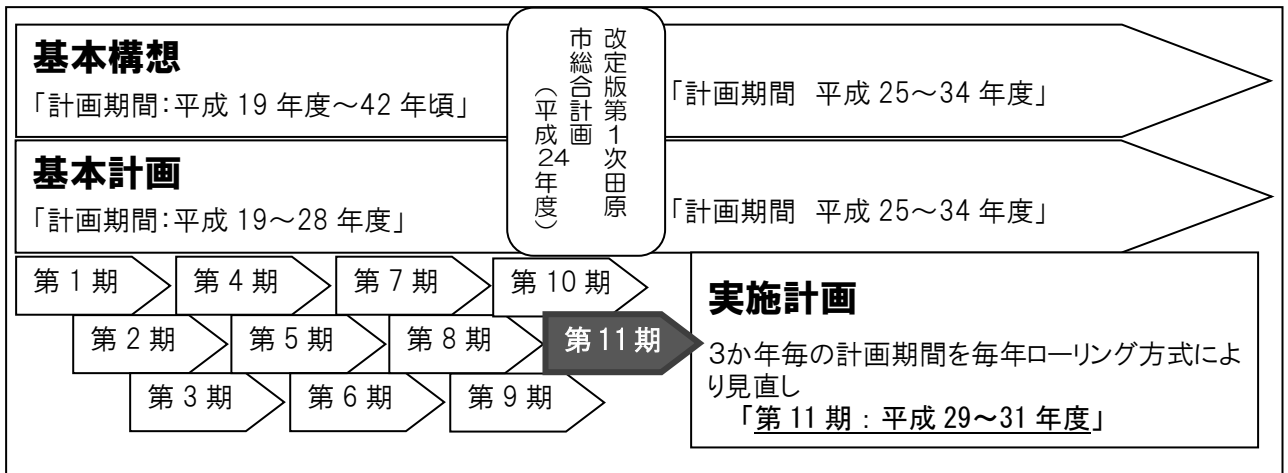 基本構想
「計画期間:平成 19 年度～42 年頃」
改定版第1次田原
市総合計画
（平成24年度）
「計画期間 平成 25～34 年度」
基本計画
「計画期間:平成 19～28 年度」
「計画期間 平成 25～34 年度」
第 1 期
第 4 期
第 7 期
第 10 期
第 2 期
第 5 期
第 8 期
第 11 期
第 3 期
第 6 期
第 9 期
実施計画
３か年毎の計画期間を毎年ローリング方式によ
り見直し
「第 11 期：平成 29～31 年度」